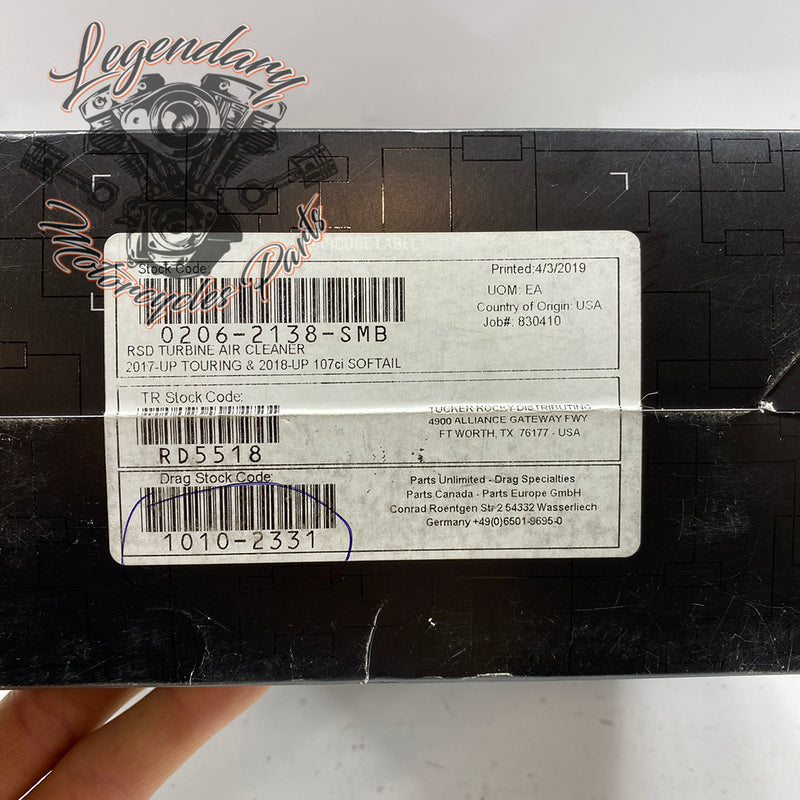 Legendary
Motorcycles Parts
BARCODE LABEL
Stock Code:
Printed:4/3/2019
UOM: EA
Country of Origin: USA
Job#: 830410
0206-2138-SMB
RSD TURBINE AIR CLEANER
2017-UP TOURING & 2018-UP 107ci SOFTAIL
TR Stock Code:
TUCKER ROCKY DISTRIBUTING
4900 ALLIANCE GATEWAY FWY
FT WORTH, TX 76177 - USA
RD5518
Drag Stock Code:
Parts Unlimited - Drag Specialties
Parts Canada - Parts Europe GmbH
Conrad Roentgen Str 2 54332 Wasserliech
Germany +49(0)6501-9695-0
1010-2331